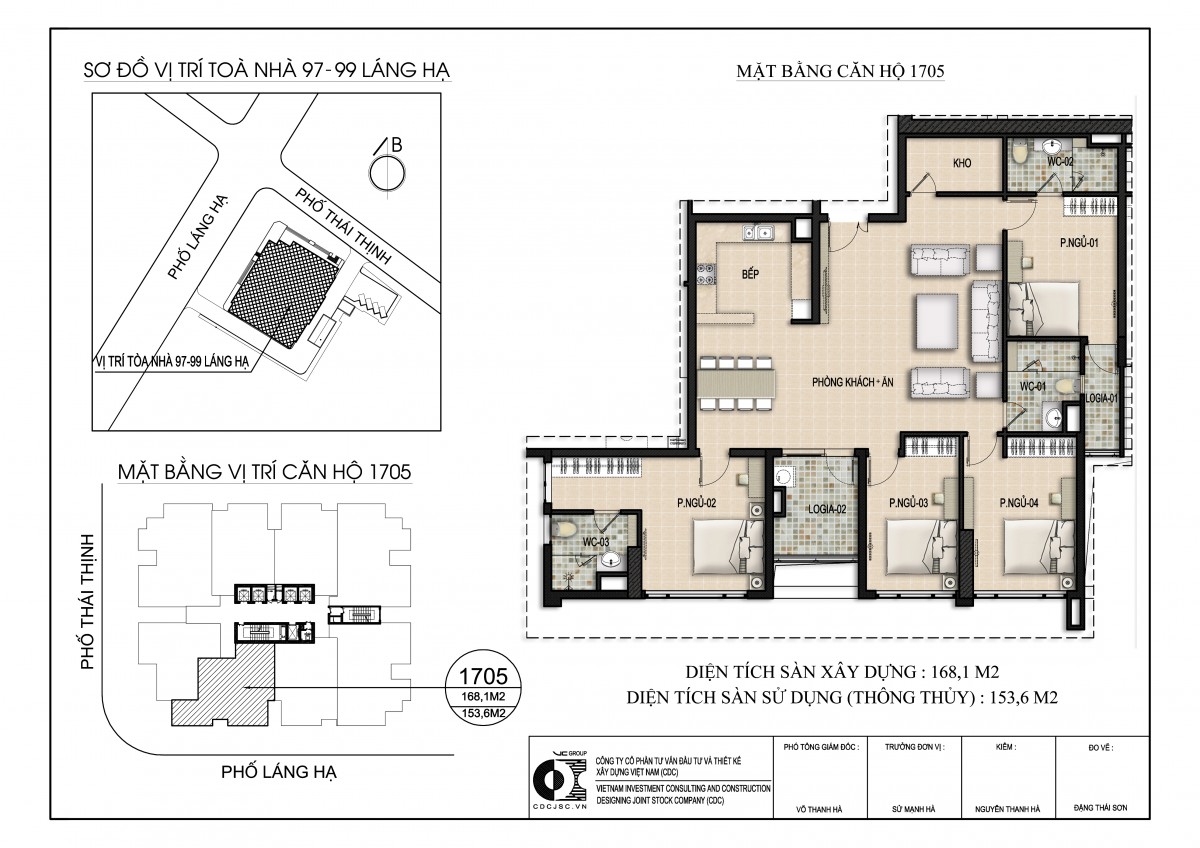 SƠ ĐỒ VỊ TRÍ TOÀ NHÀ 97-99 LÁNG HẠ
B
PHỐ LÁNG HẠ
PHỐ THÁI THỊNH
VỊ TRÍ TÒA NHÀ 97-99 LÁNG HẠ
MẶT BẰNG VỊ TRÍ CĂN HỘ 1705
PHỐ THÁI THỊNH
1705
168,1M2
153,6M2
PHỐ LÁNG HẠ
MẶT BẰNG CĂN HỘ 1705
KHO
WC-02
P.NGỦ-01
BẾP
PHÒNG KHÁCH + ĂN
WC-01
LOGIA-01
P.NGỦ-02
LOGIA-02
P.NGỦ-03
P.NGỦ-04
WC-03
DIỆN TÍCH SÀN XÂY DỰNG : 168,1 M2
DIỆN TÍCH SÀN SỬ DỤNG (THÔNG THỦY) : 153,6 M2
VC GROUP
CDCJSC.VN
CÔNG TY CỔ PHẦN TƯ VẤN ĐẦU TƯ VÀ THIẾT KẾ
XÂY DỰNG VIỆT NAM (CDC)
VIETNAM INVESTMENT CONSULTING AND CONSTRUCTION
DESIGNING JOINT STOCK COMPANY (CDC)
PHÓ TỔNG GIÁM ĐỐC :
VÕ THANH HÀ
TRƯỞNG ĐƠN VỊ :
SỬ MẠNH HÀ
KIỂM :
NGUYỄN THANH HÀ
ĐO VẼ :
ĐẶNG THÁI SƠN